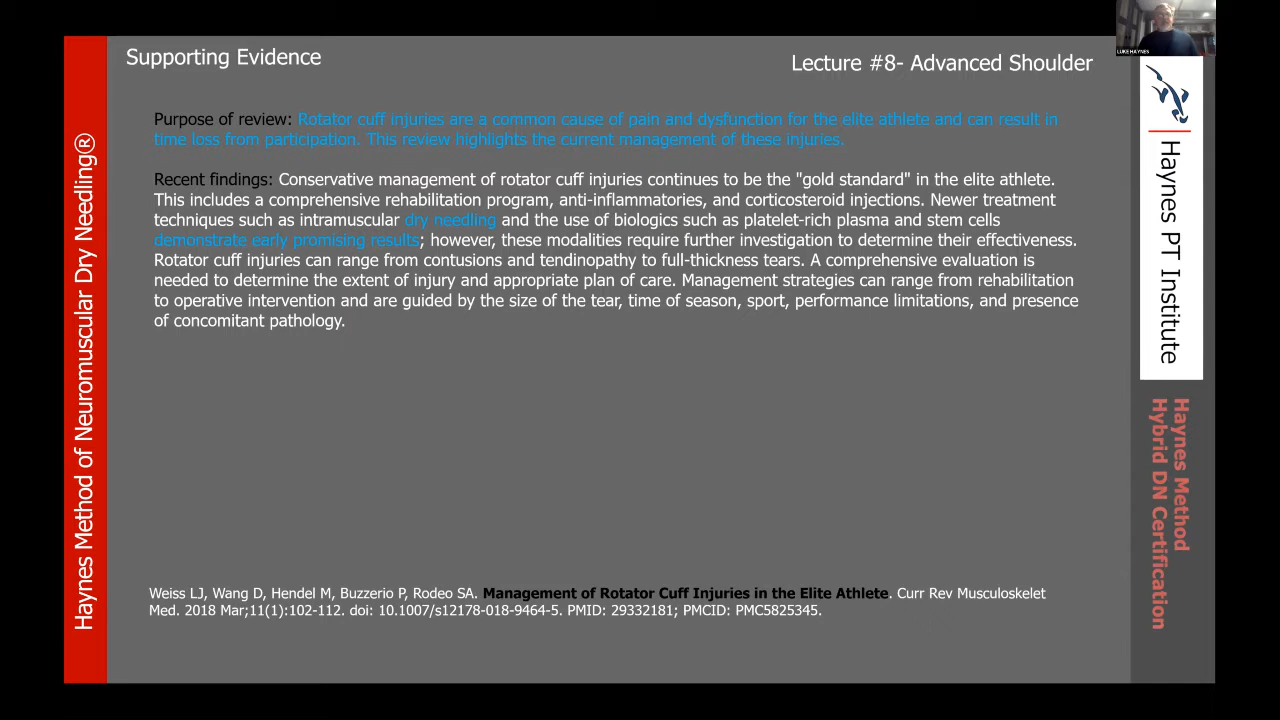 Supporting Evidence
Lecture #8- Advanced Shoulder
LUKE HAYNES
Haynes Method of Neuromuscular Dry Needling®
Purpose of review: Rotator cuff injuries are a common cause of pain and dysfunction for the elite athlete and can result in
time loss from participation. This review highlights the current management of these injuries.
Recent findings: Conservative management of rotator cuff injuries continues to be the "gold standard" in the elite athlete.
This includes a comprehensive rehabilitation program, anti-inflammatories, and corticosteroid injections. Newer treatment
techniques such as intramuscular dry needling and the use of biologics such as platelet-rich plasma and stem cells
demonstrate early promising results; however, these modalities require further investigation to determine their effectiveness.
Rotator cuff injuries can range from contusions and tendinopathy to full-thickness tears. A comprehensive evaluation is
needed to determine the extent of injury and appropriate plan of care. Management strategies can range from rehabilitation
to operative intervention and are guided by the size of the tear, time of season, sport, performance limitations, and presence
of concomitant pathology.
Weiss LJ, Wang D, Hendel M, Buzzerio P, Rodeo SA. Management of Rotator Cuff Injuries in the Elite Athlete. Curr Rev Musculoskelet
Med. 2018 Mar;11(1):102-112. doi: 10.1007/s12178-018-9464-5. PMID: 29332181; PMCID: PMC5825345.
Haynes PT Institute
Haynes Method
Hybrid DN Certification